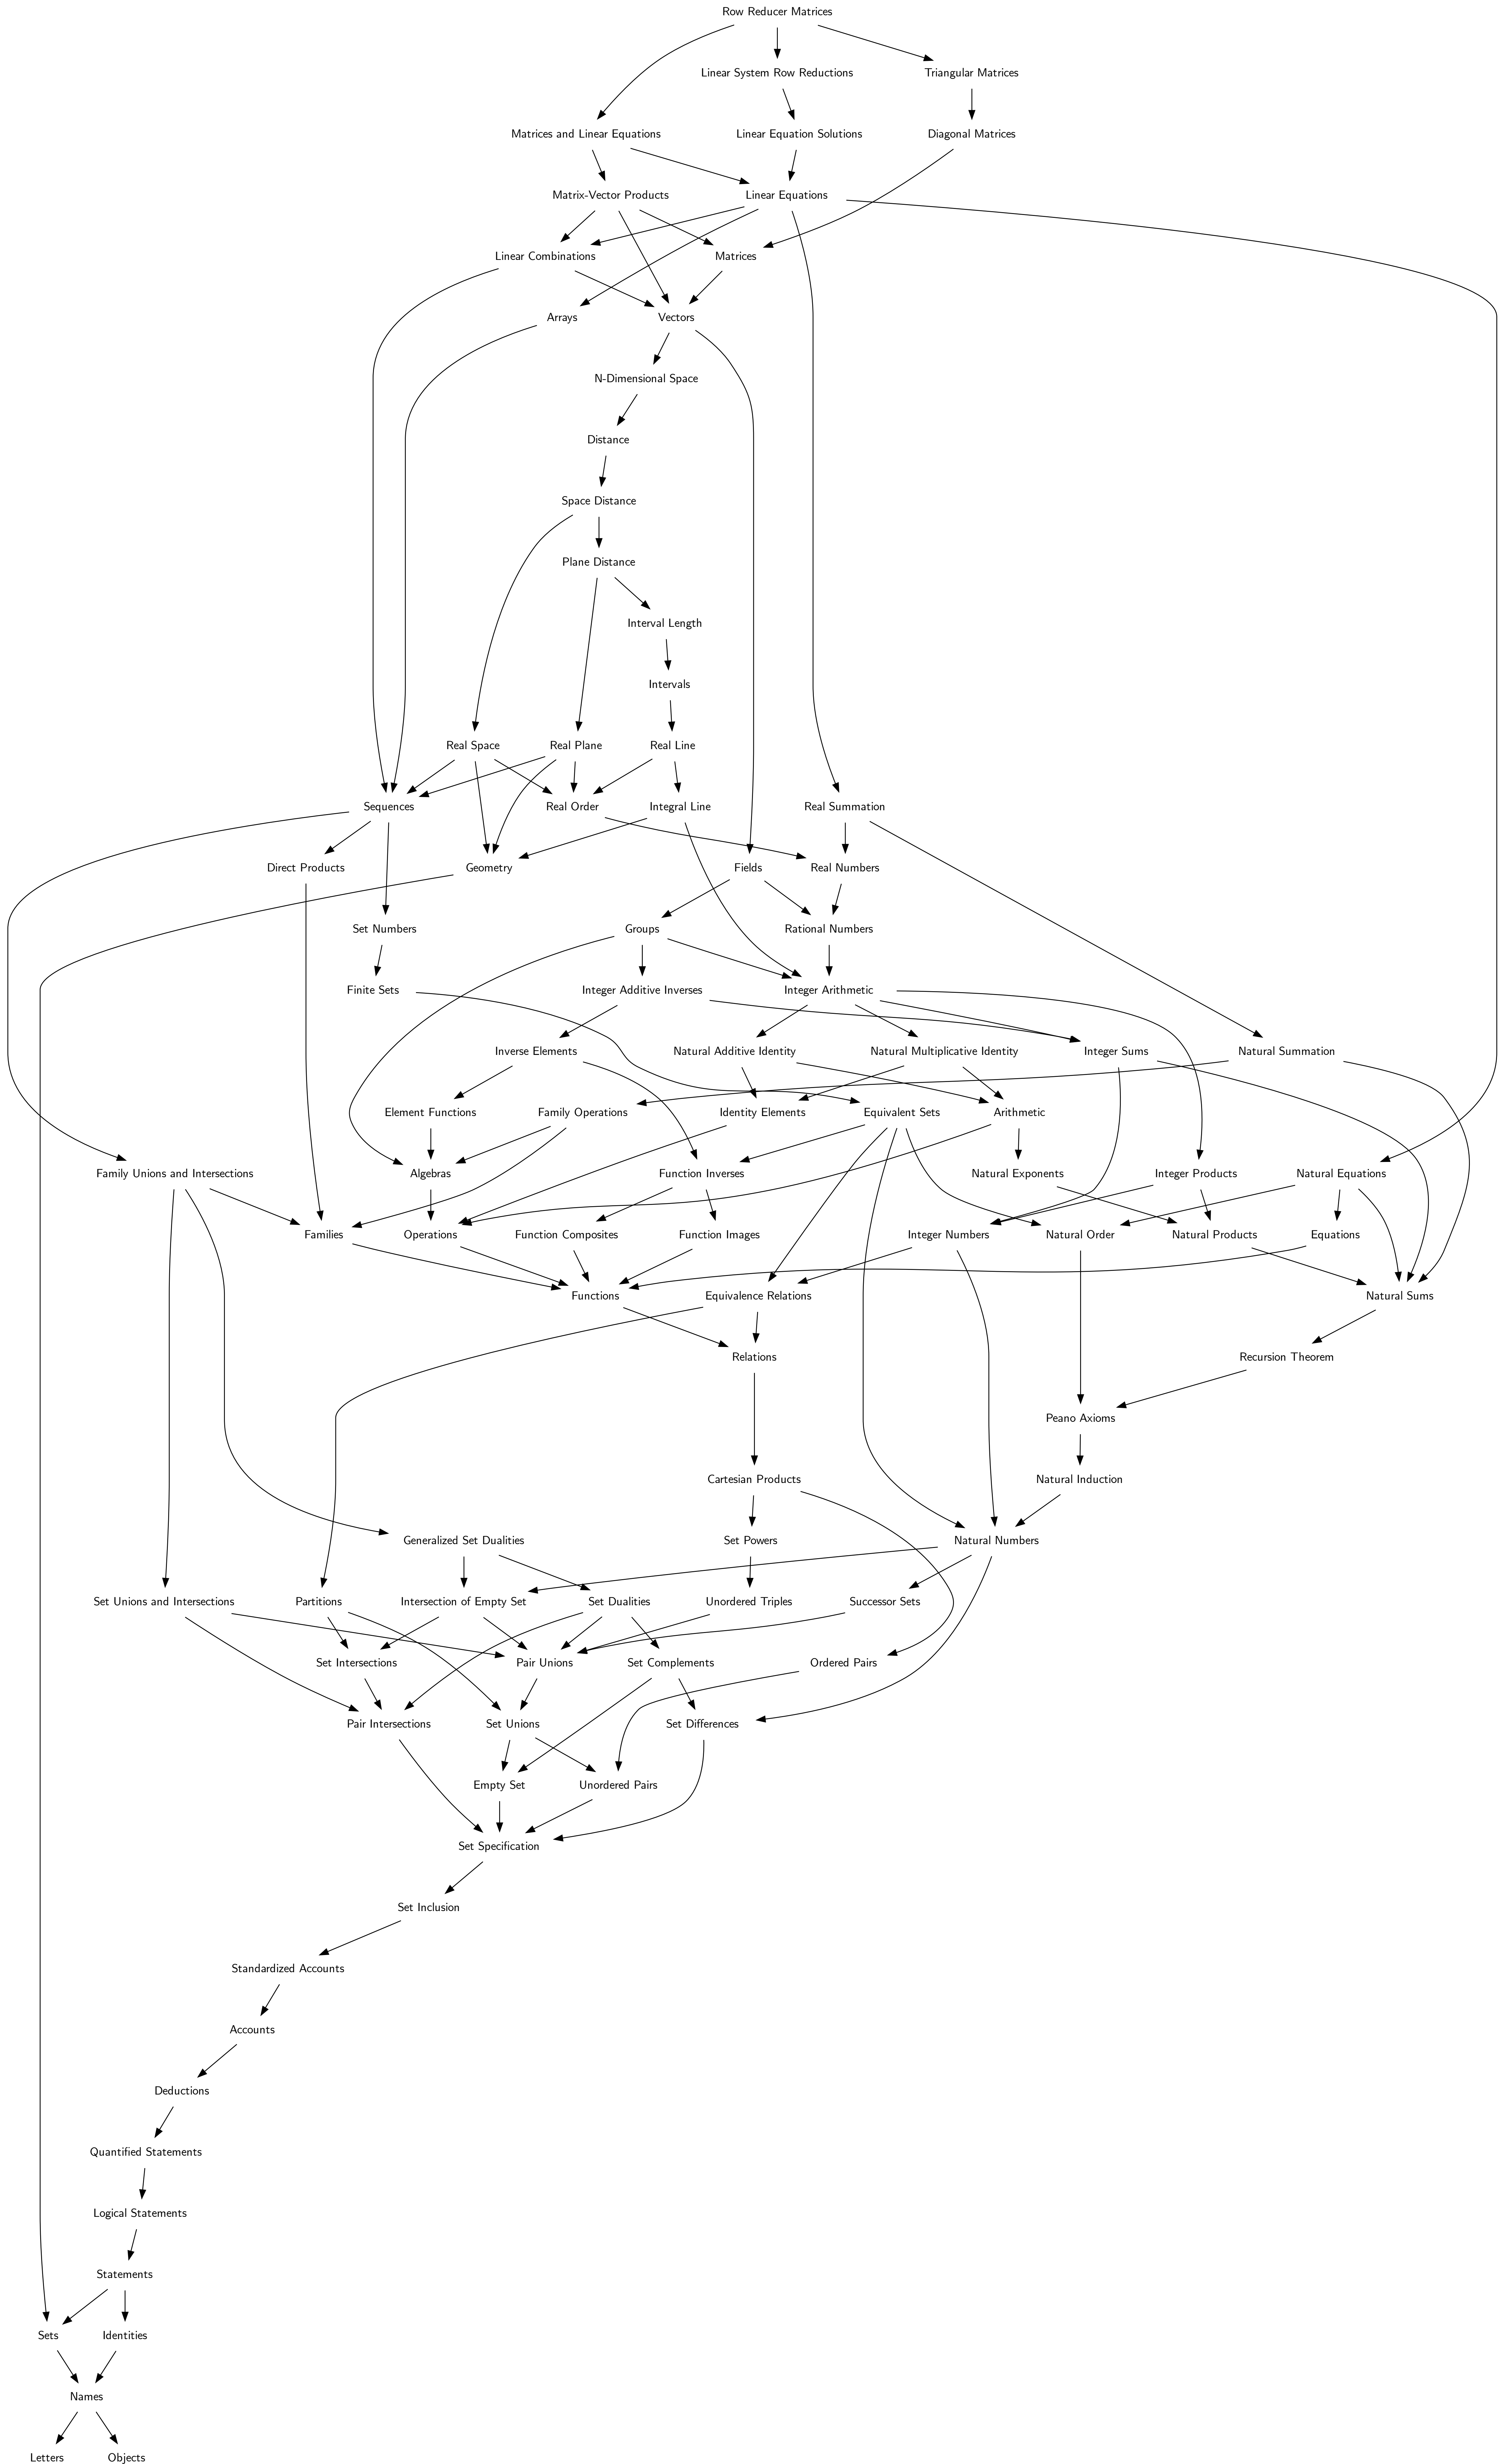 Row Reducer Matrices
Linear System Row Reductions
Triangular Matrices
Matrices and Linear Equations
Linear Equation Solutions
Diagonal Matrices
Matrix-Vector Products
Linear Equations
Linear Combinations
Matrices
Arrays
Vectors
N-Dimensional Space
Distance
Space Distance
Plane Distance
Interval Length
Intervals
Real Space
Real Plane
Real Line
Sequences
Real Order
Integral Line
Real Summation
Direct Products
Geometry
Fields
Real Numbers
Set Numbers
Groups
Rational Numbers
Finite Sets
Integer Additive Inverses
Integer Arithmetic
Inverse Elements
Natural Additive Identity
Natural Multiplicative Identity
Integer Sums
Natural Summation
Element Functions
Family Operations
Identity Elements
Equivalent Sets
Arithmetic
Family Unions and Intersections
Algebras
Function Inverses
Natural Exponents
Integer Products
Natural Equations
Families
Operations
Function Composites
Function Images
Integer Numbers
Natural Order
Natural Products
Equations
Functions
Equivalence Relations
Natural Sums
Relations
Recursion Theorem
Peano Axioms
Cartesian Products
Natural Induction
Generalized Set Dualities
Set Powers
Natural Numbers
Set Unions and Intersections
Partitions
Intersection of Empty Set
Set Dualities
Unordered Triples
Successor Sets
Set Intersections
Pair Unions
Set Complements
Ordered Pairs
Pair Intersections
Set Unions
Set Differences
Empty Set
Unordered Pairs
Set Specification
Set Inclusion
Standardized Accounts
Accounts
Deductions
Quantified Statements
Logical Statements
Statements
Sets
Identities
Names
Letters
Objects